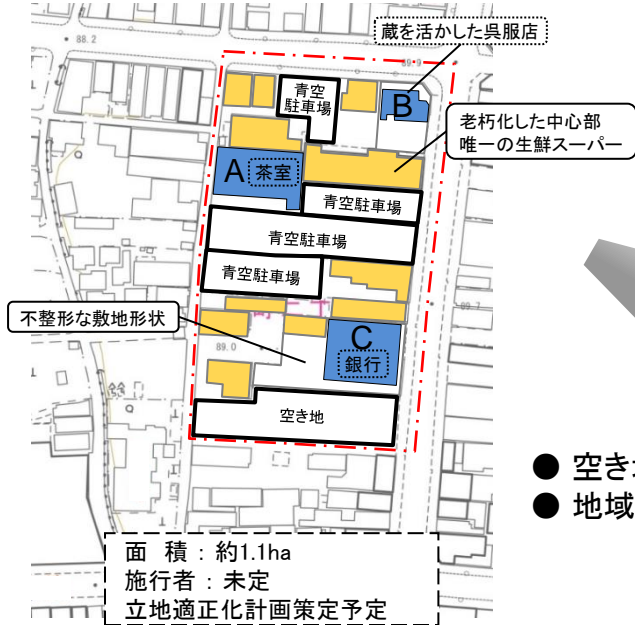 88.2
蔵を活かした呉服店
89.9
青空
駐車場
B
老朽化した中心部
唯一の生鮮スーパー
A 茶室
青空駐車場
青空駐車場
青空駐車場
89.7
不整形な敷地形状
C
89.0
銀行
空き地
● 空き
● 地域
面 積 : 約1.1ha
施行者 : 未定
立地適正化計画策定予定